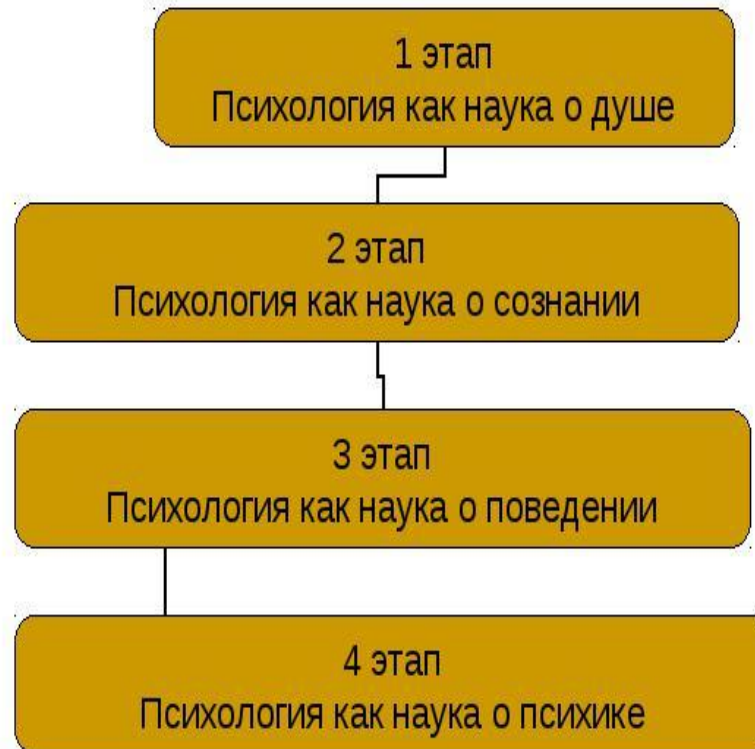 1 этап
Психология как наука о душе
2 этап
Психология как наука о сознании
3 этап
Психология как наука о поведении
4 этап
Психология как наука о психике